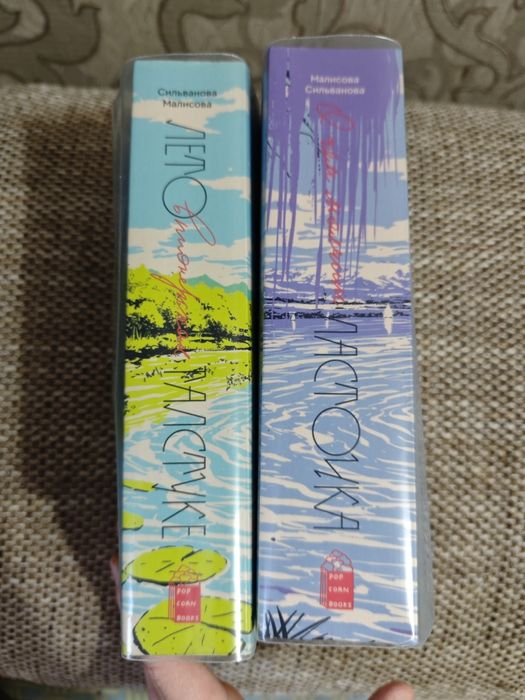 Сильванова
Малисова
ЛЕТО
в пионерском
ГАЛСТУКЕ
POP
CORN
BOOKS
Малисова
Сильванова
О чём молчит
ЛАСТОЧКА
POP
CORN
BOOKS